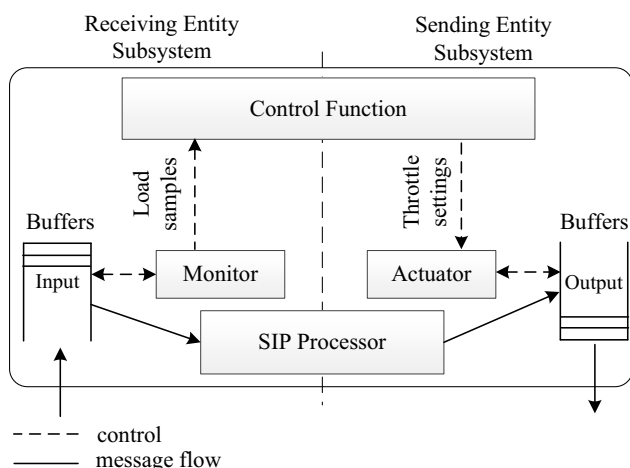 Receiving Entity
Subsystem
Sending Entity
Subsystem
Control Function
Load
samples
Throttle
settings
Buffers
Input
Monitor
Actuator
Buffers
Output
SIP Processor
control
message flow